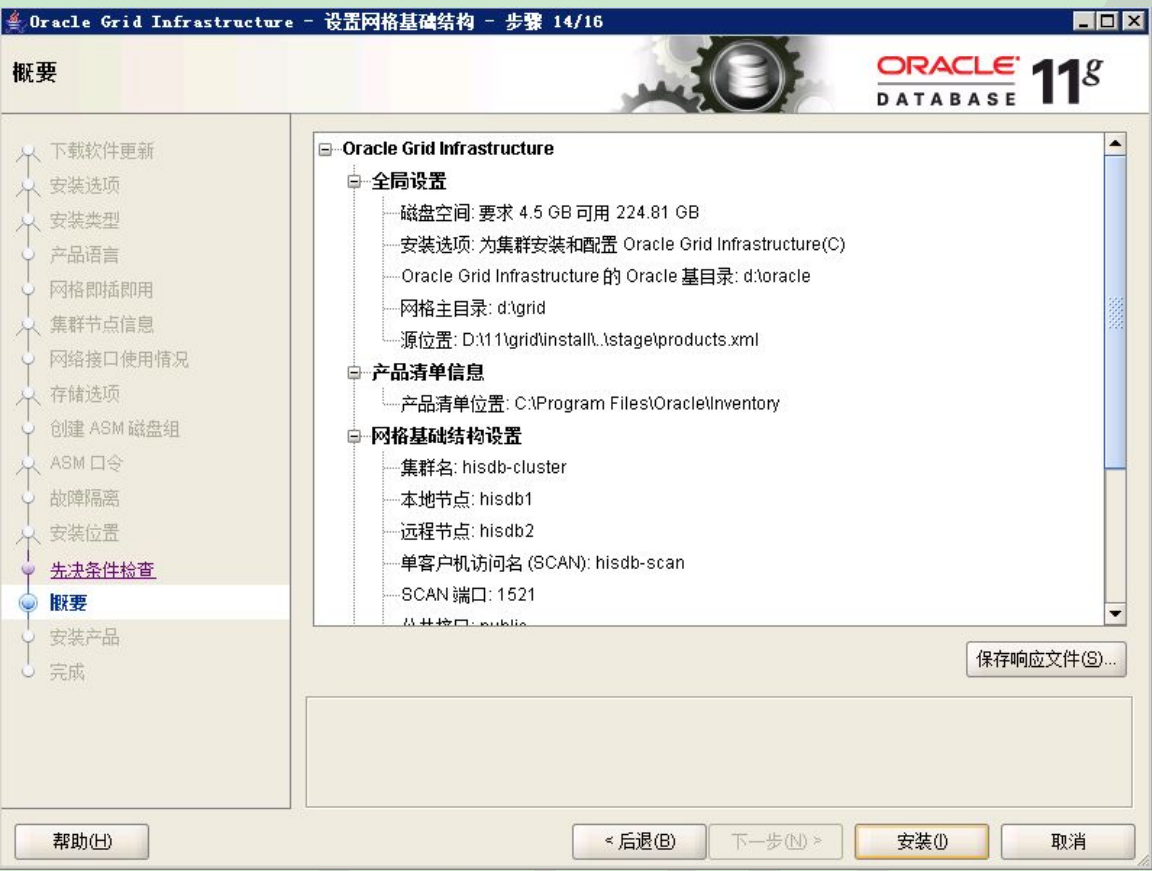 Oracle Grid Infrastructure - 设置网格基础结构 - 步骤 14/16
概要
ORACLE
DATABASE 11g
下载软件更新
安装选项
安装类型
产品语言
网格即插即用
集群节点信息
网络接口使用情况
存储选项
创建 ASM 磁盘组
ASM 口令
故障隔离
安装位置
先决条件检查
概要
安装产品
完成
Oracle Grid Infrastructure
全局设置
磁盘空间: 要求 4.5 GB 可用 224.81 GB
安装选项: 为集群安装和配置 Oracle Grid Infrastructure(C)
Oracle Grid Infrastructure 的 Oracle 基目录: d:\oracle
网格主目录: d:\grid
源位置: D:\11\grid\install\..\stage\products.xml
产品清单信息
产品清单位置: C:\Program Files\Oracle\Inventory
网格基础结构设置
集群名: hisdb-cluster
本地节点: hisdb1
远程节点: hisdb2
单客户机访问名 (SCAN): hisdb-scan
SCAN 端口: 1521
公共接口: public
保存响应文件(S)...
帮助(H)
< 后退(B)
下一步(N) >
安装(I)
取消